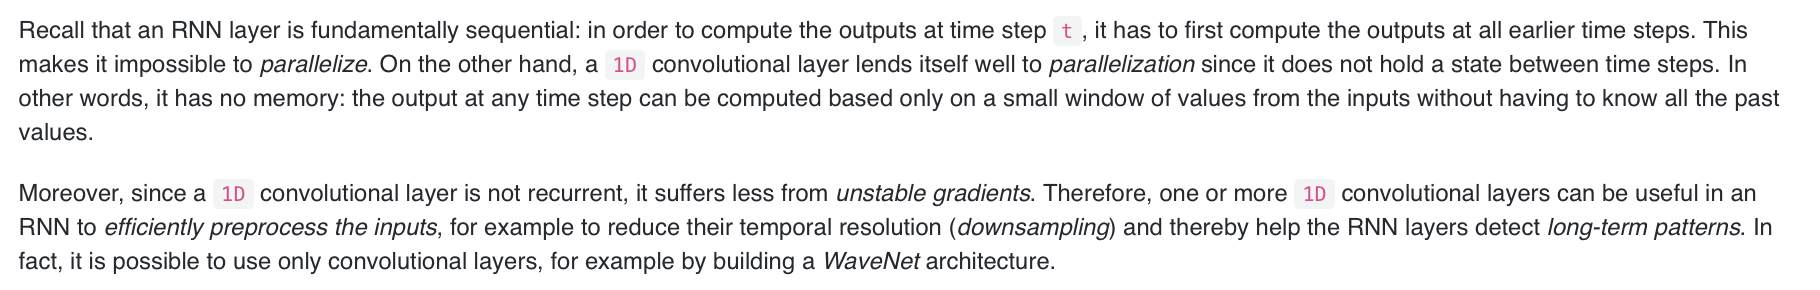 Recall that an RNN layer is fundamentally sequential: in order to compute the outputs at time step t , it has to first compute the outputs at all earlier time steps. This
makes it impossible to parallelize. On the other hand, a 1D convolutional layer lends itself well to parallelization since it does not hold a state between time steps. In
other words, it has no memory: the output at any time step can be computed based only on a small window of values from the inputs without having to know all the past
values.
Moreover, since a 1D convolutional layer is not recurrent, it suffers less from unstable gradients. Therefore, one or more 1D convolutional layers can be useful in an
RNN to efficiently preprocess the inputs, for example to reduce their temporal resolution (downsampling) and thereby help the RNN layers detect long-term patterns. In
fact, it is possible to use only convolutional layers, for example by building a WaveNet architecture.